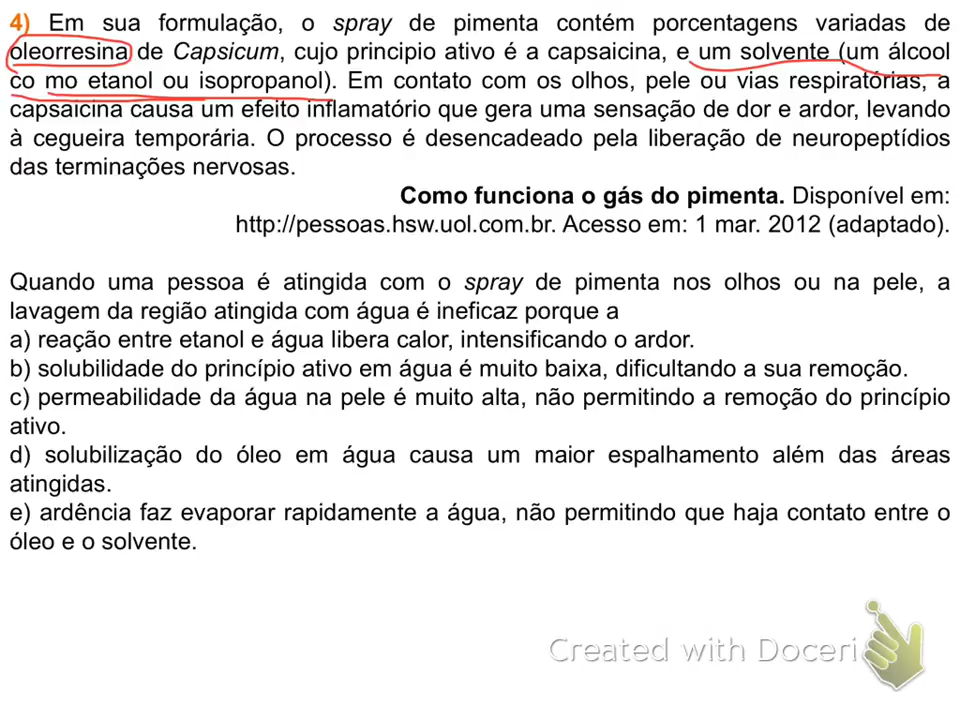 4) Em sua formulação, o spray de pimenta contém porcentagens variadas de
oleorresina de Capsicum, cujo principio ativo é a capsaicina, e um solvente (um álcool
co mo etanol ou isopropanol). Em contato com os olhos, pele ou vias respiratórias, a
capsaicina causa um efeito inflamatório que gera uma sensação de dor e ardor, levando
à cegueira temporária. O processo é desencadeado pela liberação de neuropeptídios
das terminações nervosas.
Como funciona o gás do pimenta. Disponível em:
http://pessoas.hsw.uol.com.br. Acesso em: 1 mar. 2012 (adaptado).
Quando uma pessoa é atingida com o spray de pimenta nos olhos ou na pele, a
lavagem da região atingida com água é ineficaz porque a
a) reação entre etanol e água libera calor, intensificando o ardor.
b) solubilidade do princípio ativo em água é muito baixa, dificultando a sua remoção.
c) permeabilidade da água na pele é muito alta, não permitindo a remoção do princípio
ativo.
d) solubilização do óleo em água causa um maior espalhamento além das áreas
atingidas.
e) ardência faz evaporar rapidamente a água, não permitindo que haja contato entre o
óleo e o solvente.
Created with Doceri